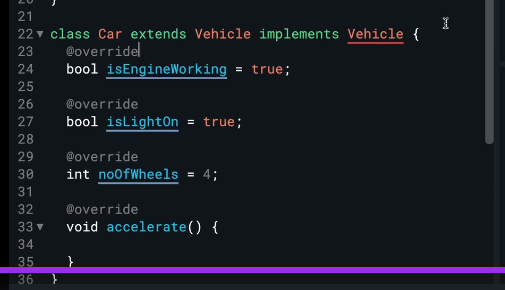 21
22 class Car extends Vehicle implements Vehicle {
23   @override
24   bool isEngineWorking = true;
25
26   @override
27   bool isLightOn = true;
28
29   @override
30   int noOfWheels = 4;
31
32   @override
33   void accelerate() {
34
35   }
36 }